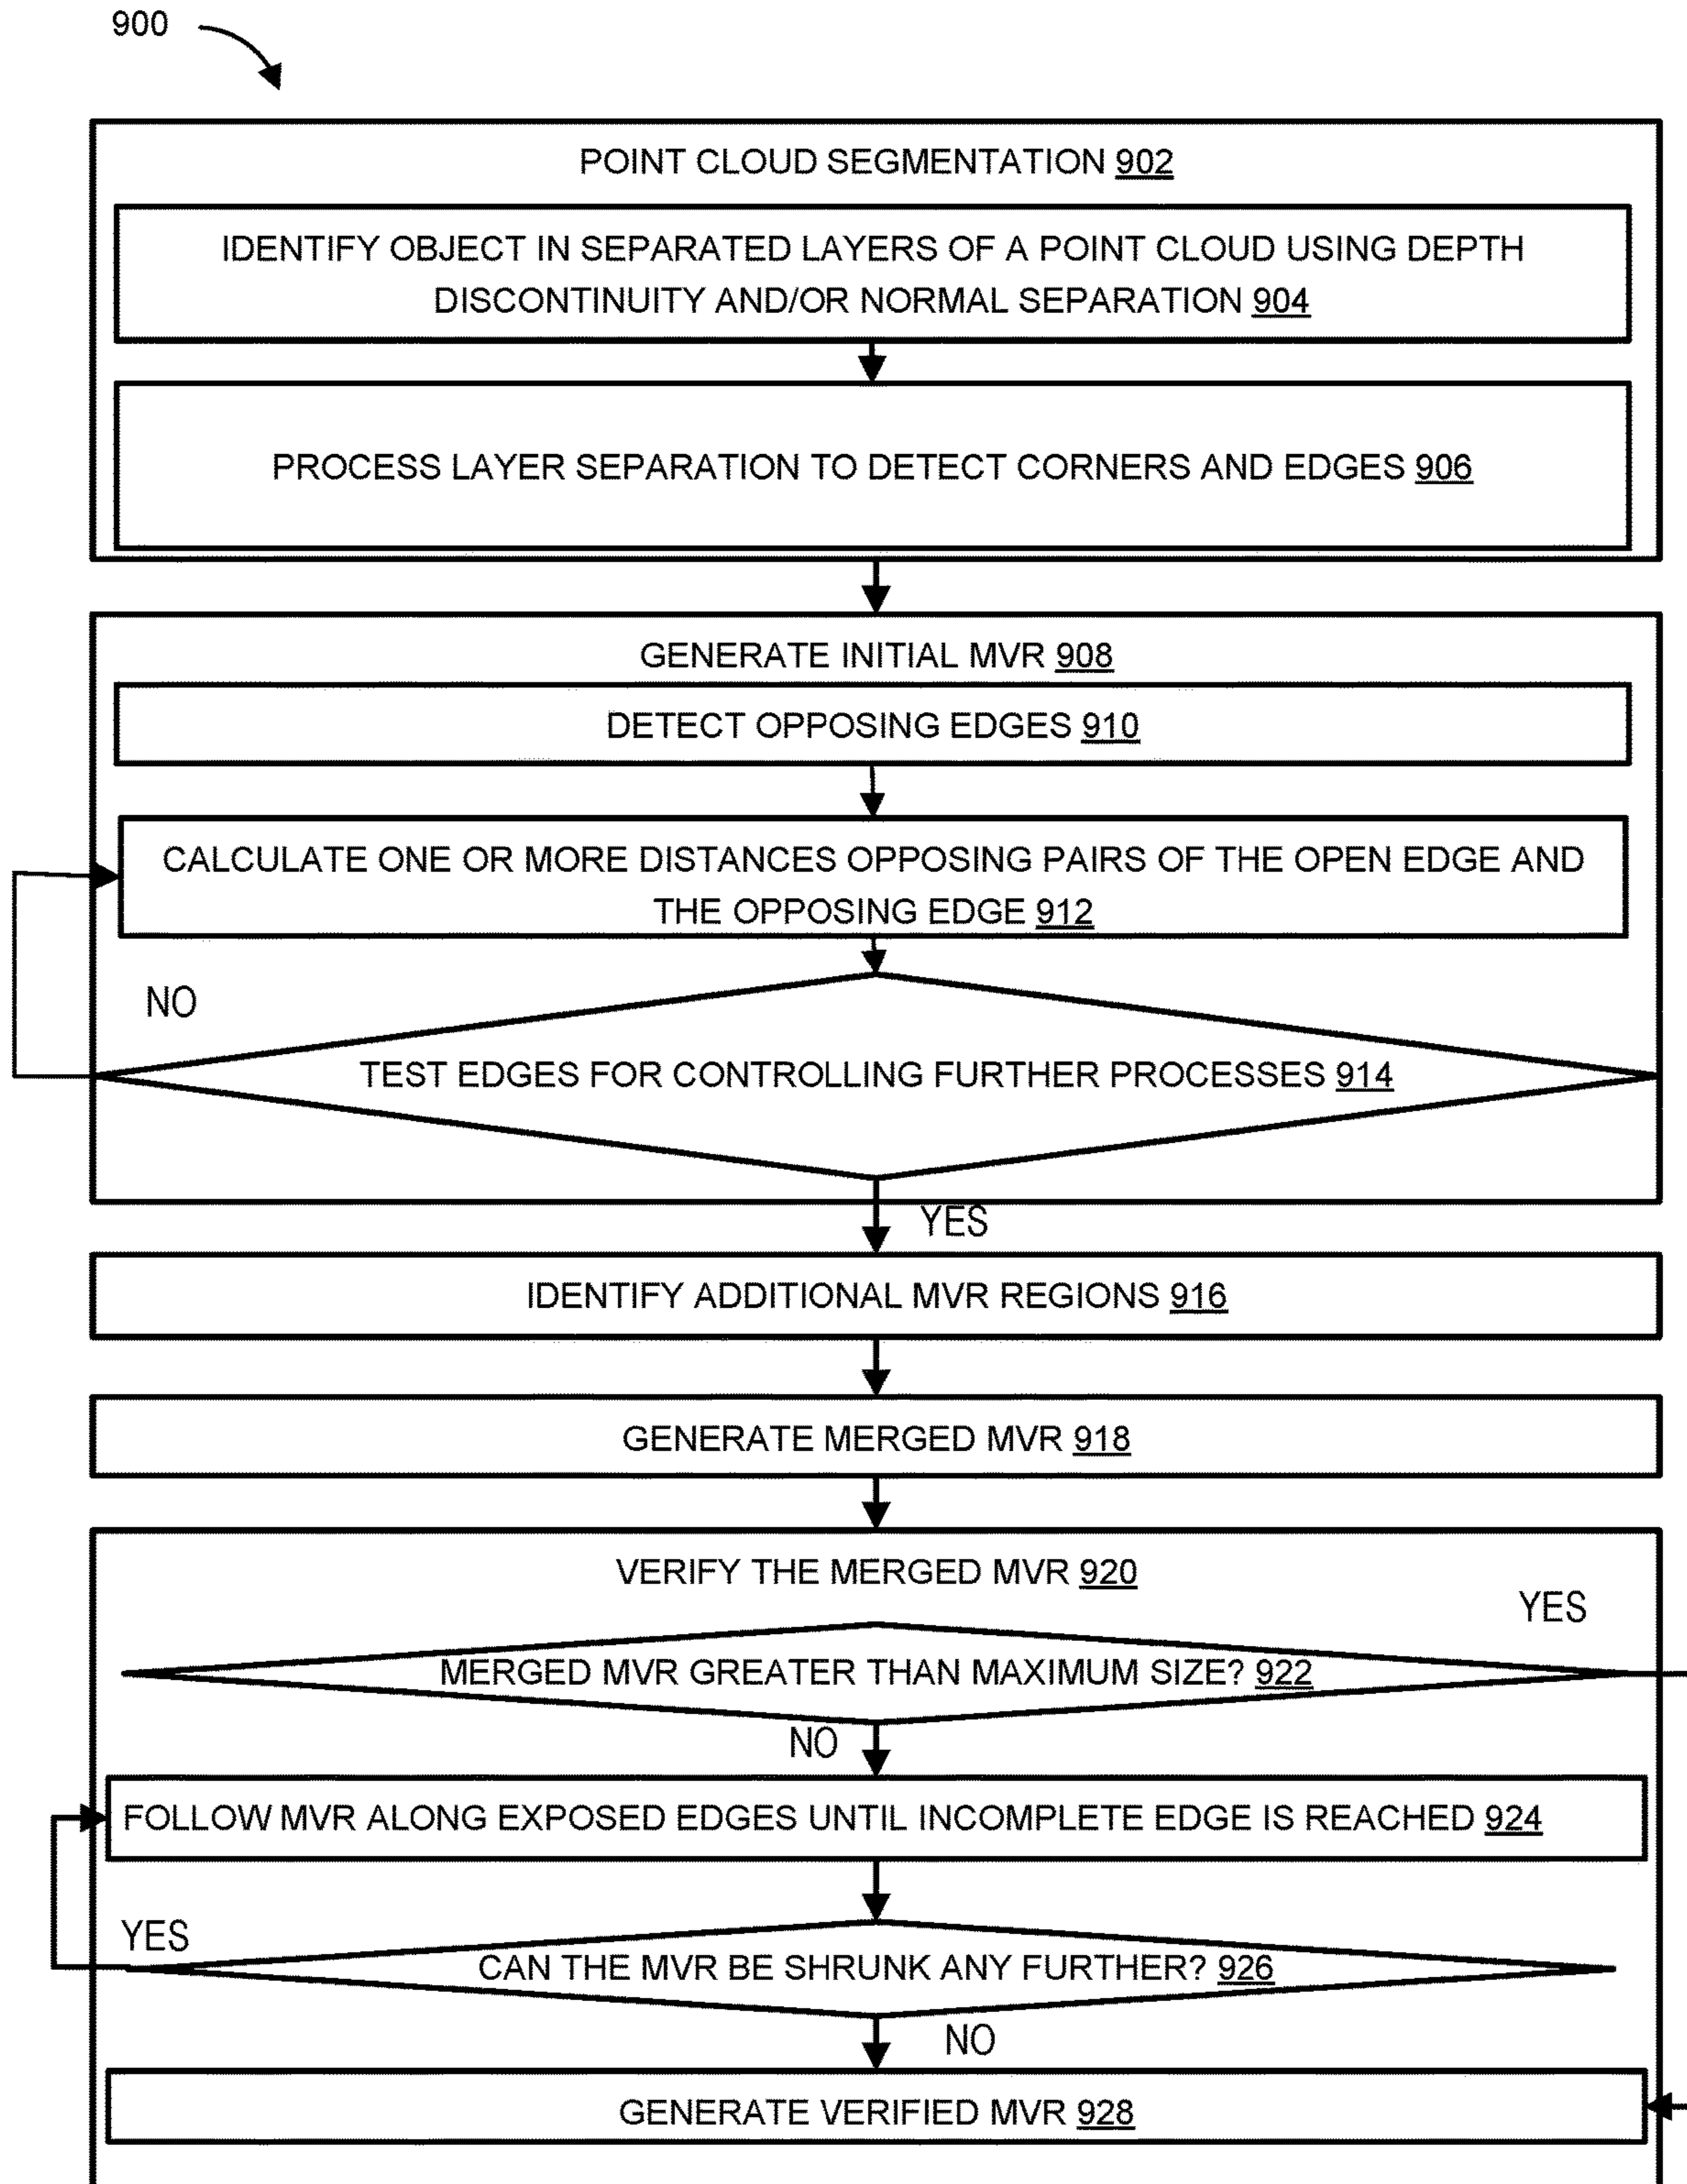 900
POINT CLOUD SEGMENTATION 902
IDENTIFY OBJECT IN SEPARATED LAYERS OF A POINT CLOUD USING DEPTH
DISCONTINUITY AND/OR NORMAL SEPARATION 904
PROCESS LAYER SEPARATION TO DETECT CORNERS AND EDGES 906
GENERATE INITIAL MVR 908
DETECT OPPOSING EDGES 910
CALCULATE ONE OR MORE DISTANCES OPPOSING PAIRS OF THE OPEN EDGE AND
THE OPPOSING EDGE 912
NO
TEST EDGES FOR CONTROLLING FURTHER PROCESSES 914
YES
IDENTIFY ADDITIONAL MVR REGIONS 916
GENERATE MERGED MVR 918
VERIFY THE MERGED MVR 920
YES
MERGED MVR GREATER THAN MAXIMUM SIZE? 922
NO
FOLLOW MVR ALONG EXPOSED EDGES UNTIL INCOMPLETE EDGE IS REACHED 924
YES
CAN THE MVR BE SHRUNK ANY FURTHER? 926
NO
GENERATE VERIFIED MVR 928